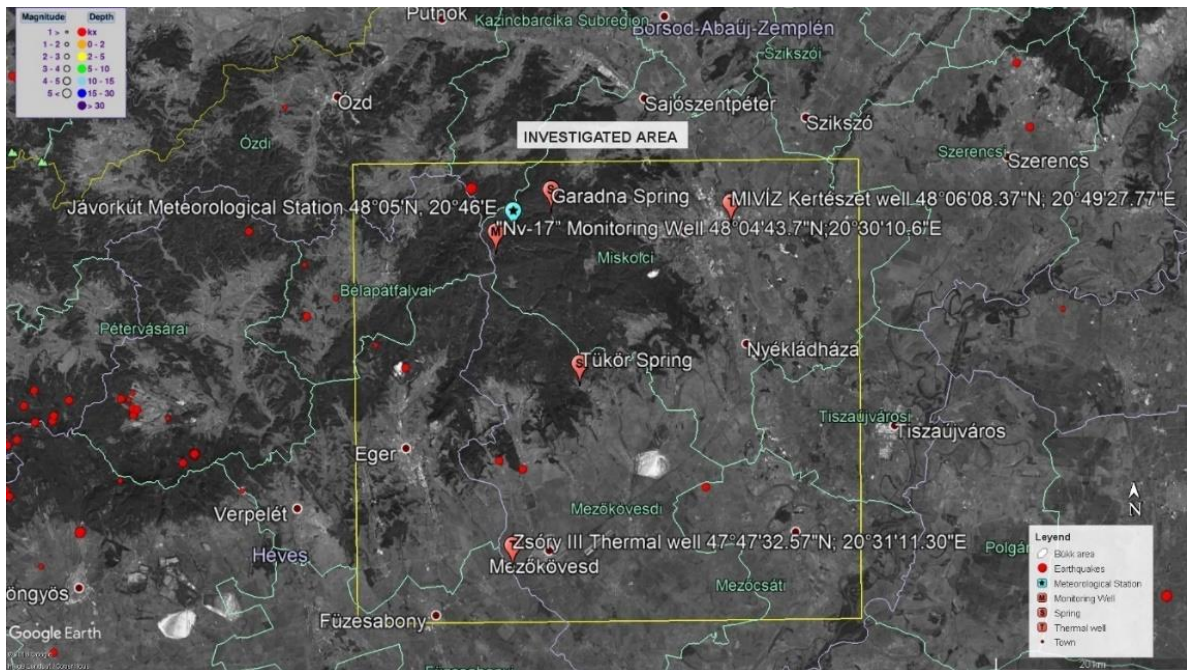 Magnitude Depth
1 > kx
1 - 2 0 - 2
2 - 3 2 - 5
3 - 4 5 - 10
4 - 5 10 - 15
5 < 15 - 30
> 30
Putnok
Kazincbarcika Subregion
Borsod-Abaúj-Zemplén
Szikszói
Ózd
Sajószentpéter
Szikszó
Ózdi
INVESTIGATED AREA
Szerencsi
Szerencs
Garadna Spring
MIVÍZ Kertészet well 48°06'08.37"N; 20°49'27.77"E
Jávorkút Meteorological Station 48°05'N, 20°46'E
"Nv-17" Monitoring Well 48°04'43.7"N;20°30'10.6"E
Miskolci
Bélapátfalvai
Pétervásárai
Nyékládháza
Tükör Spring
Tiszaújvárosi
Tiszaújváros
Eger
Verpelét
Mezőkövesdi
Heves
Zsóry III Thermal well 47°47'32.57"N; 20°31'11.30"E
Mezőkövesd
Mezőcsáti
Polgár
öngyös
Füzesabony
Google Earth
N
Leyend
Bükk area
Earthquakes
Meteorological Station
Monitoring Well
Spring
Thermal well
Town
20 km